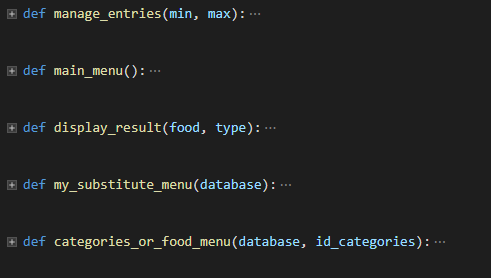 def manage_entries(min, max): ⋯
def main_menu(): ⋯
def display_result(food, type): ⋯
def my_substitute_menu(database): ⋯
def categories_or_food_menu(database, id_categories): ⋯